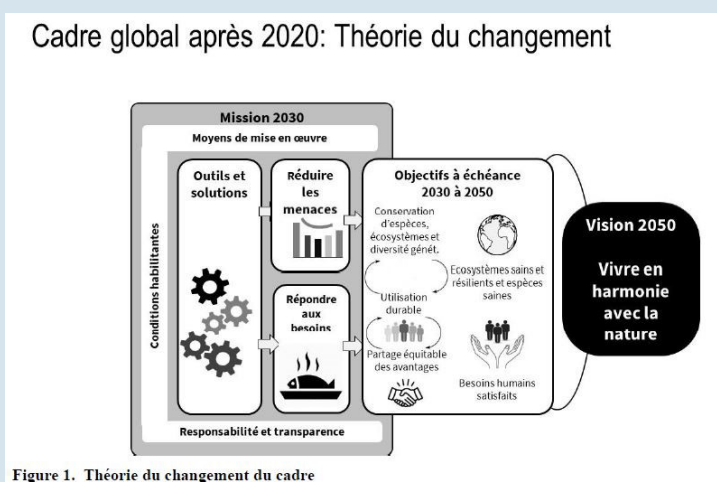 Cadre global après 2020: Théorie du changement
Mission 2030
Moyens de mise en œuvre
Conditions habilitantes
Outils et
solutions
Réduire
les
menaces
Répondre
aux
besoins
Objectifs à échéance
2030 à 2050
Conservation
d'espèces,
écosystèmes et
diversité génét.
Ecosystèmes sains et
résilients et espèces
saines
Utilisation
durable
Partage équitable
des avantages
Besoins humains
satisfaits
Vision 2050
Vivre en
harmonie
avec la
nature
Responsabilité et transparence
Figure 1. Théorie du changement du cadre